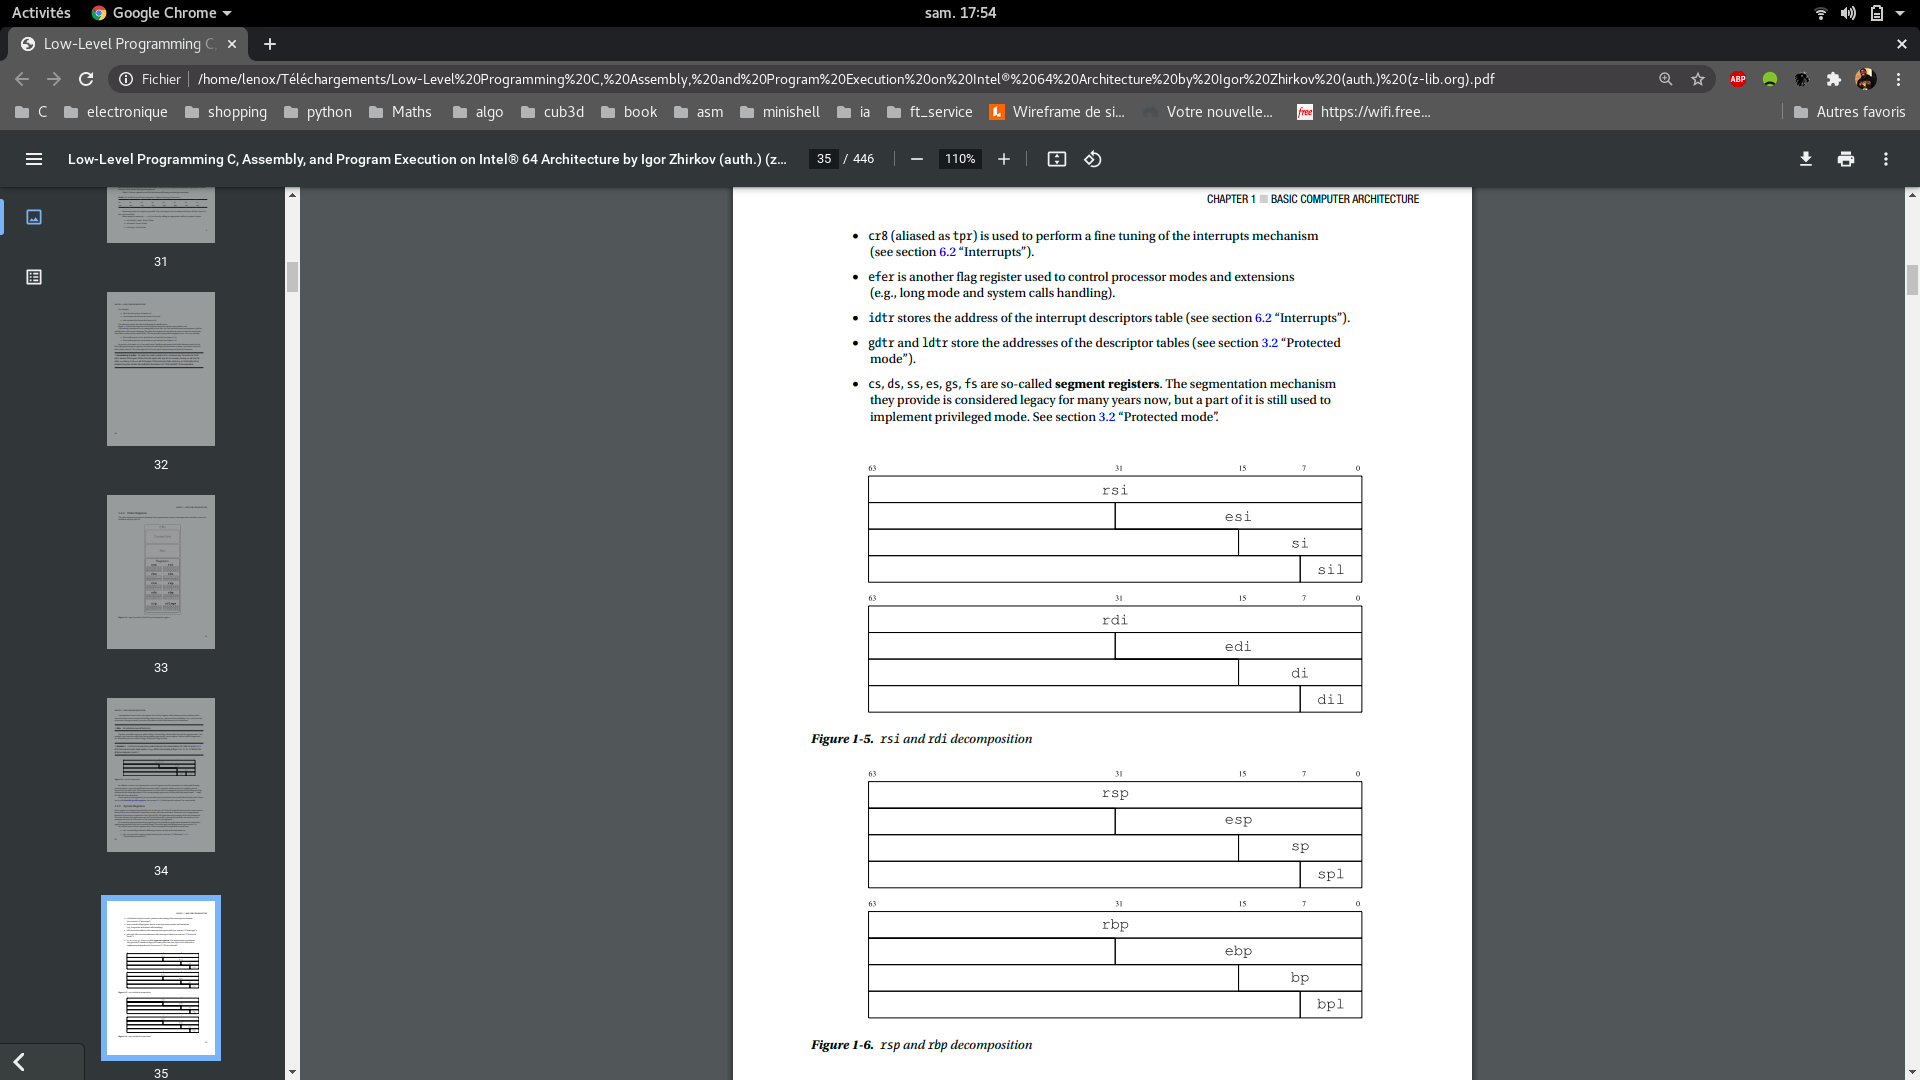 Activités
Google Chrome
sam. 17:54
Low-Level Programming C,
Fichier
/home/lenox/Téléchargements/Low-Level%20Programming%20C,%20Assembly,%20and%20Program%20Execution%20on%20Intel®%2064%20Architecture%20by%20Igor%20Zhirkov%20(auth.)%20(z-lib.org).pdf
ABP
C
electronique
shopping
python
Maths
algo
cub3d
book
asm
minishell
ia
ft_service
Wireframe de si...
Votre nouvelle...
free
https://wifi.free...
Autres favoris
Low-Level Programming C, Assembly, and Program Execution on Intel® 64 Architecture by Igor Zhirkov (auth.) (z...
35 / 446
110%
31
32
33
34
35
CHAPTER 1 ■ BASIC COMPUTER ARCHITECTURE
• cr8 (aliased as tpr) is used to perform a fine tuning of the interrupts mechanism
(see section 6.2 “Interrupts”).
• efer is another flag register used to control processor modes and extensions
(e.g., long mode and system calls handling).
• idtr stores the address of the interrupt descriptors table (see section 6.2 “Interrupts”).
• gdtr and ldtr store the addresses of the descriptor tables (see section 3.2 “Protected
mode”).
• cs, ds, ss, es, gs, fs are so-called segment registers. The segmentation mechanism
they provide is considered legacy for many years now, but a part of it is still used to
implement privileged mode. See section 3.2 “Protected mode”.
63 31 15 7 0
rsi
esi
si
sil
63 31 15 7 0
rdi
edi
di
dil
Figure 1-5. rsi and rdi decomposition
63 31 15 7 0
rsp
esp
sp
spl
63 31 15 7 0
rbp
ebp
bp
bpl
Figure 1-6. rsp and rbp decomposition